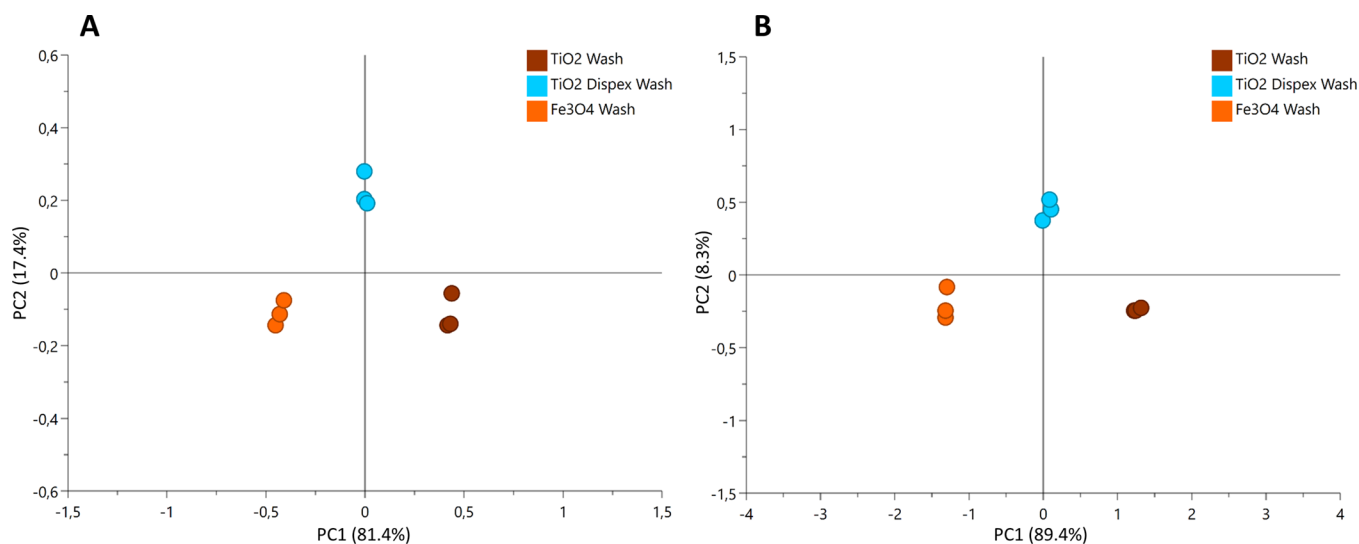 A
TiO2 Wash
TiO2 Dispex Wash
Fe3O4 Wash
0,6
0,4
0,2
0
-0,2
-0,4
-0,6
PC2 (17.4%)
-1,5
-1
-0,5
0
0,5
1
1,5
PC1 (81.4%)
B
TiO2 Wash
TiO2 Dispex Wash
Fe3O4 Wash
1,5
1
0,5
0
-0,5
-1
-1,5
PC2 (8.3%)
-4
-3
-2
-1
0
1
2
3
4
PC1 (89.4%)